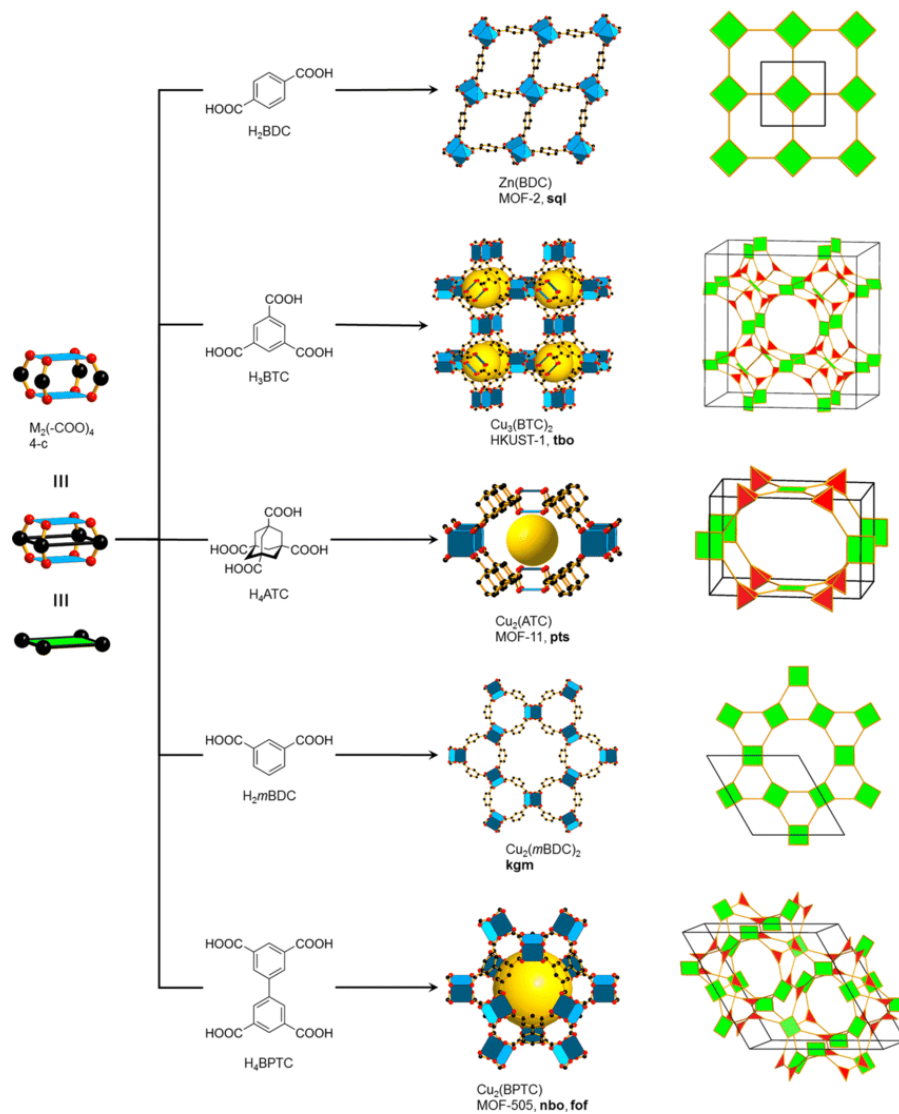 COOH
HOOC
H₂BDC
Zn(BDC)
MOF-2, sql
COOH
HOOC
COOH
H₃BTC
Cu₃(BTC)₂
HKUST-1, tbo
M₂(-COO)₄
4-c
III
COOH
HOOC
COOH
HOOC
H₄ATC
Cu₂(ATC)
MOF-11, pts
III
HOOC
COOH
H₂mBDC
Cu₂(mBDC)₂
kgm
HOOC
COOH
HOOC
COOH
H₄BPTC
Cu₂(BPTC)
MOF-505, nbo, fof